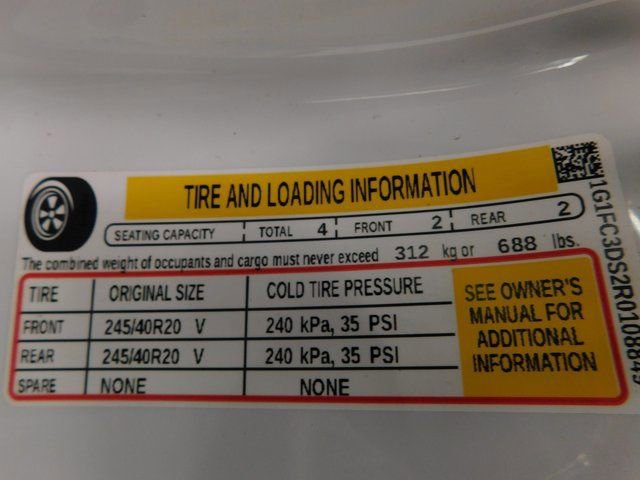 TIRE AND LOADING INFORMATION
SEATING CAPACITY TOTAL 4 FRONT 2 REAR 2
The combined weight of occupants and cargo must never exceed 312 kg or 688 lbs.
TIRE ORIGINAL SIZE COLD TIRE PRESSURE
FRONT 245/40R20 V 240 kPa, 35 PSI
REAR 245/40R20 V 240 kPa, 35 PSI
SPARE NONE NONE
SEE OWNER'S
MANUAL FOR
ADDITIONAL
INFORMATION
1G1FC3DS2R0108849